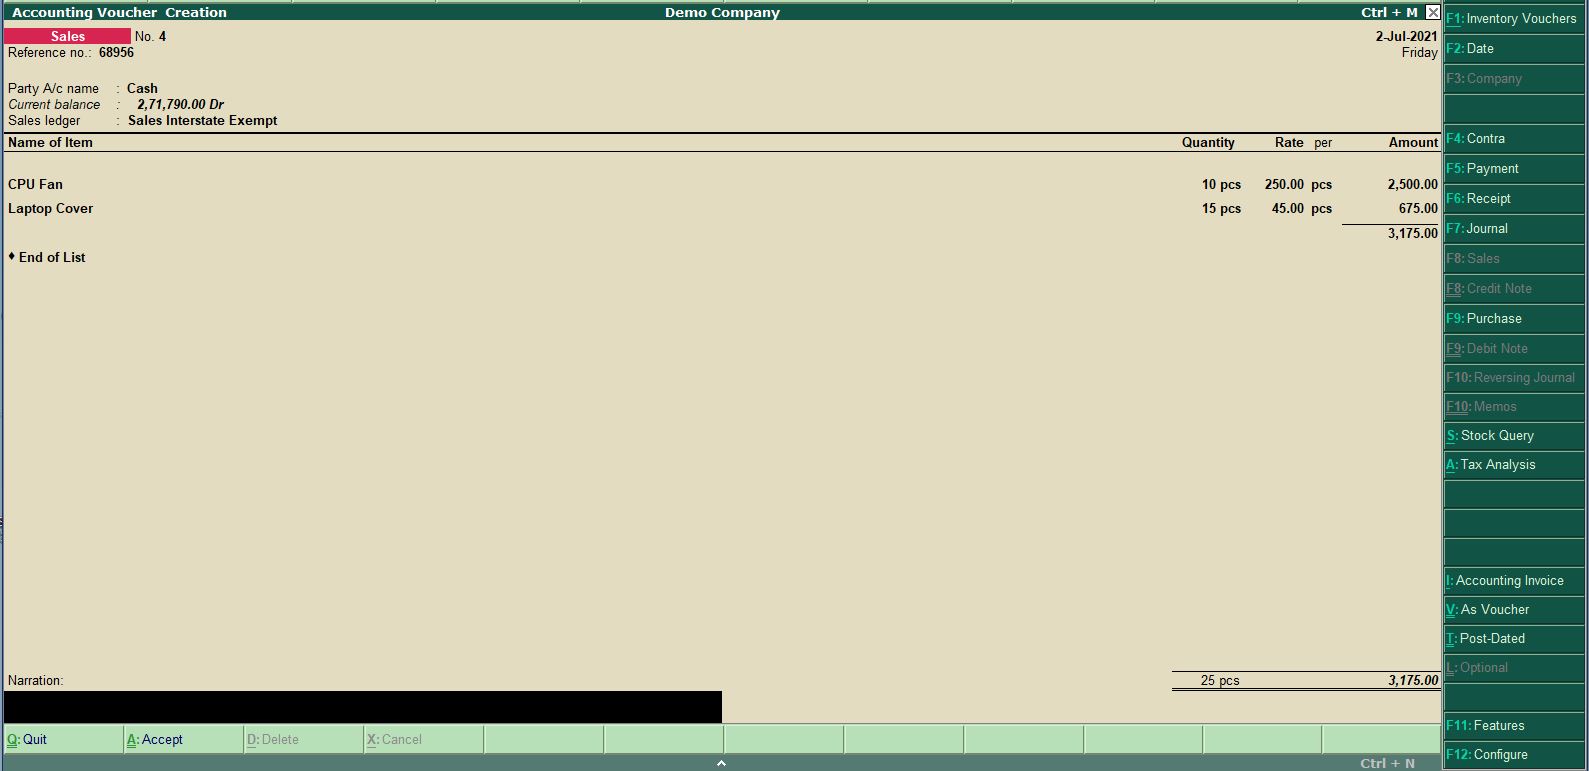 Accounting Voucher Creation Demo Company Ctrl + M
Sales No. 4 2-Jul-2021
Reference no.: 68956 Friday
Party A/c name : Cash
Current balance : 2,71,790.00 Dr
Sales ledger : Sales Interstate Exempt
Name of Item Quantity Rate per Amount
CPU Fan 10 pcs 250.00 pcs 2,500.00
Laptop Cover 15 pcs 45.00 pcs 675.00
3,175.00
♦ End of List
Narration: 25 pcs 3,175.00
Q: Quit A: Accept D: Delete X: Cancel
Ctrl + N
F1: Inventory Vouchers
F2: Date
F3: Company
F4: Contra
F5: Payment
F6: Receipt
F7: Journal
F8: Sales
F8: Credit Note
F9: Purchase
F9: Debit Note
F10: Reversing Journal
F10: Memos
S: Stock Query
A: Tax Analysis
I: Accounting Invoice
V: As Voucher
T: Post-Dated
L: Optional
F11: Features
F12: Configure